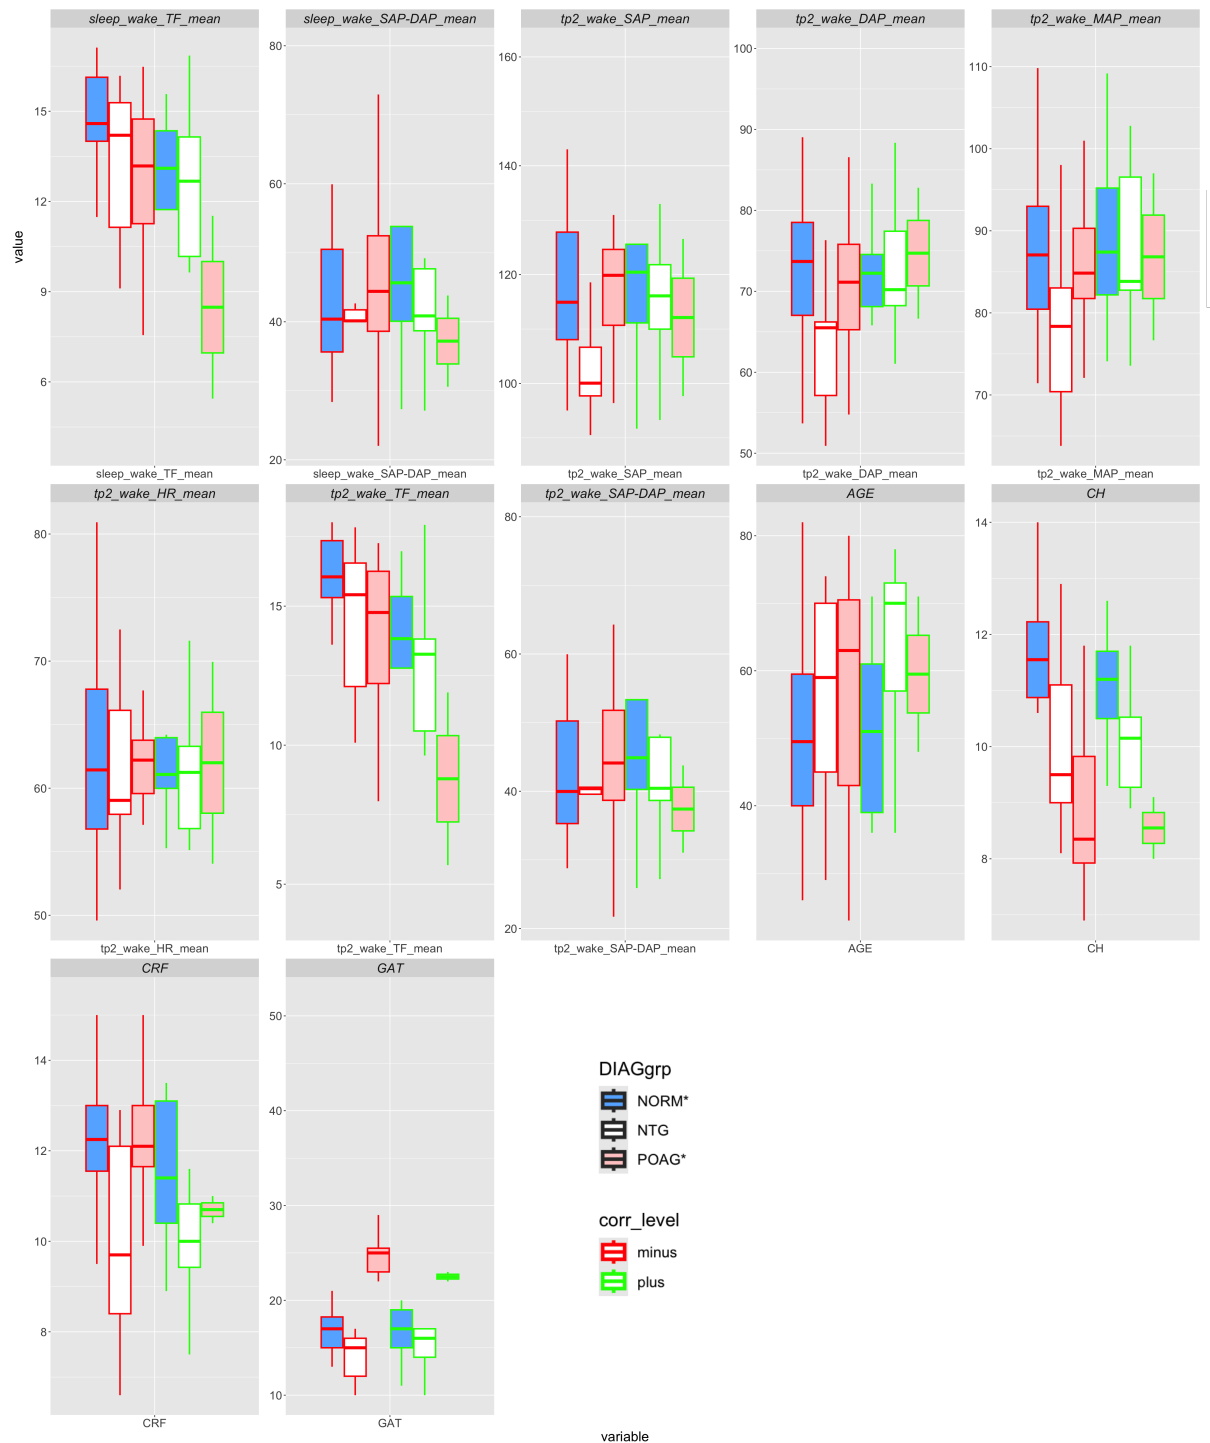 sleep_wake_TF_mean
sleep_wake_SAP-DAP_mean
tp2_wake_SAP_mean
tp2_wake_DAP_mean
tp2_wake_MAP_mean
value
15
12
9
6
80
60
40
20
160
140
120
100
100
90
80
70
60
50
110
100
90
80
70
sleep_wake_TF_mean
sleep_wake_SAP-DAP_mean
tp2_wake_SAP_mean
tp2_wake_DAP_mean
tp2_wake_MAP_mean
tp2_wake_HR_mean
tp2_wake_TF_mean
tp2_wake_SAP-DAP_mean
AGE
CH
80
70
60
50
15
10
5
80
60
40
20
80
60
40
14
12
10
8
tp2_wake_HR_mean
tp2_wake_TF_mean
tp2_wake_SAP-DAP_mean
AGE
CH
CRF
GAT
14
12
10
8
50
40
30
20
10
CRF
GAT
DIAGgrp
NORM*
NTG
POAG*
corr_level
minus
plus
variable